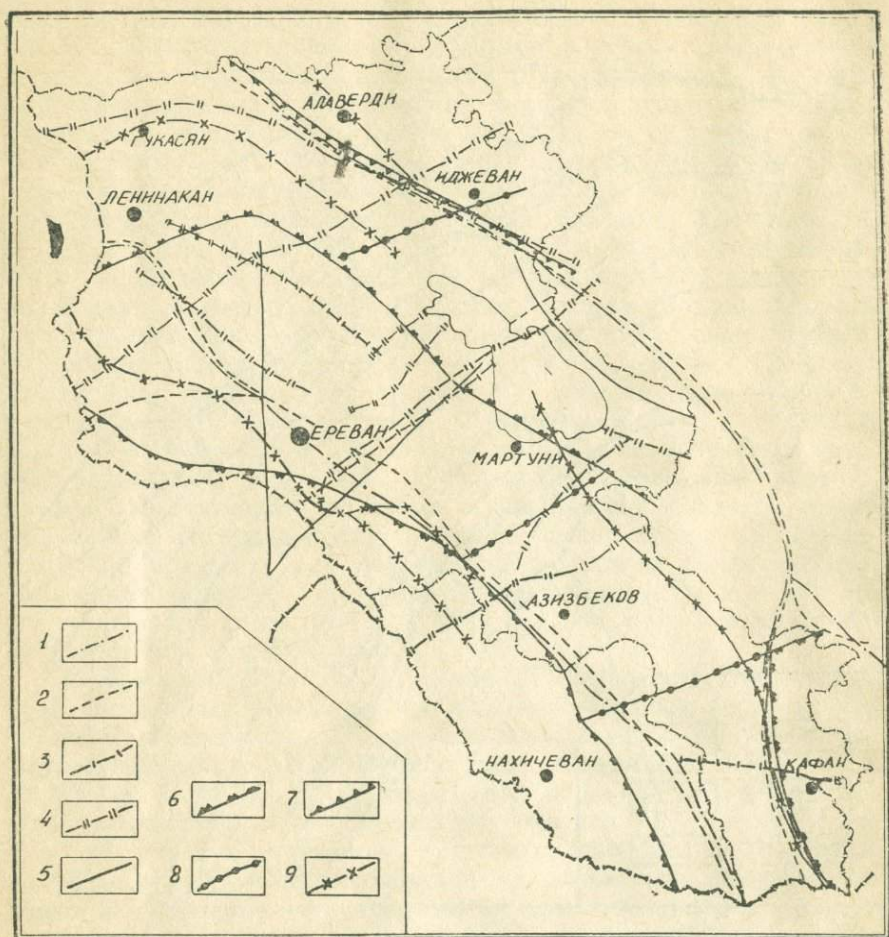 АЛАВЕРДИ
ГУКАСЯН
ИДЖЕВАН
ЛЕНИНАКАН
ЕРЕВАН
МАРТУНИ
АЗИЗБЕКОВ
НАХИЧЕВАН
КАФАН
1
2
3
4
5
6
7
8
9